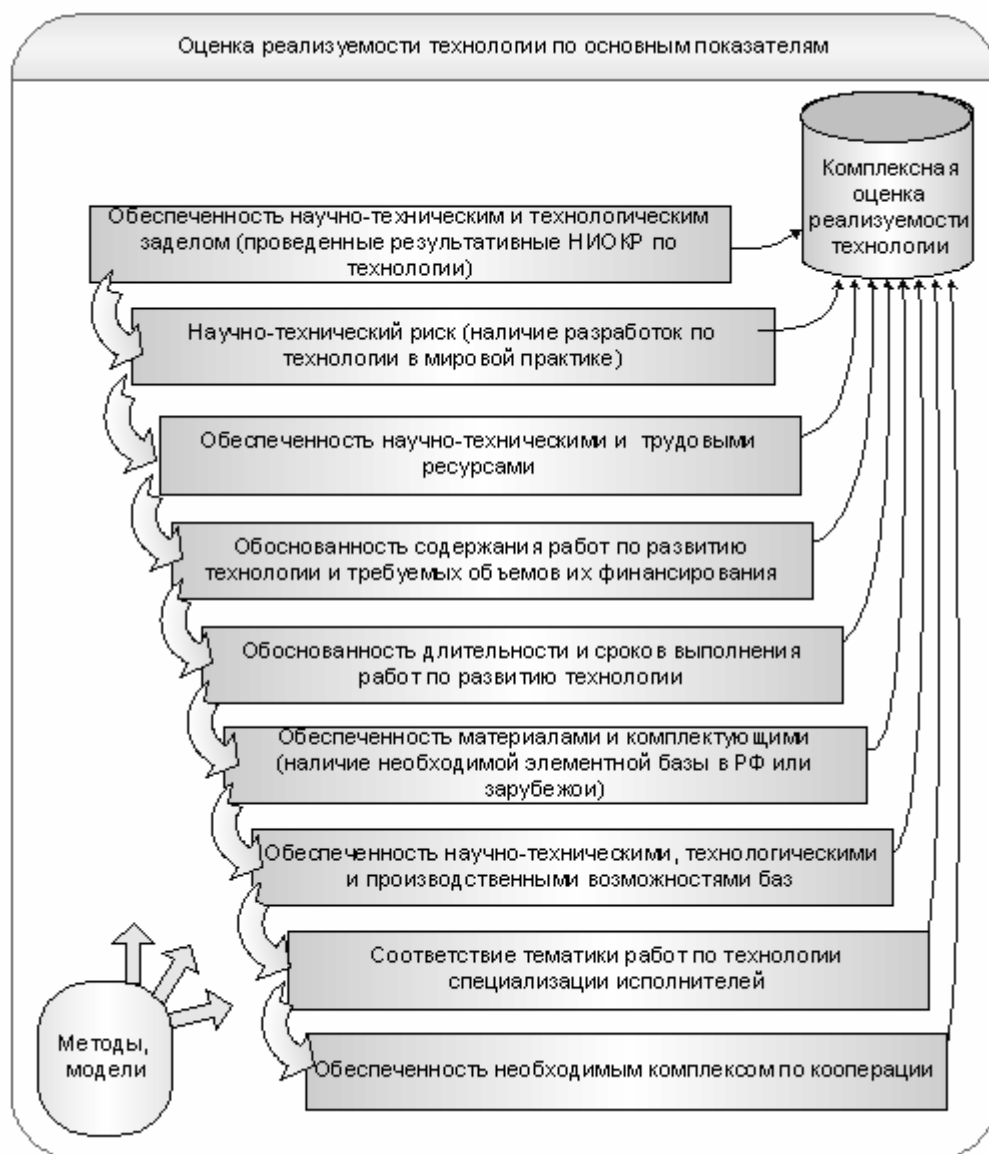 Оценка реализуемости технологии по основным показателям
Комплексная
оценка
реализуемости
технологии
Обеспеченность научно-техническим и технологическим
заделом (проведенные результативные НИОКР по
технологии)
Научно-технический риск (наличие разработок по
технологии в мировой практике)
Обеспеченность научно-техническими и трудовыми
ресурсами
Обоснованность содержания работ по развитию
технологии и требуемых объемов их финансирования
Обоснованность длительности и сроков выполнения
работ по развитию технологии
Обеспеченность материалами и комплектующими
(наличие необходимой элементной базы в РФ или
зарубежои)
Обеспеченность научно-техническими, технологическими
и производственными возможностями баз
Соответствие тематики работ по технологии
специализации исполнителей
Обеспеченность необходимым комплексом по кооперации
Методы,
модели